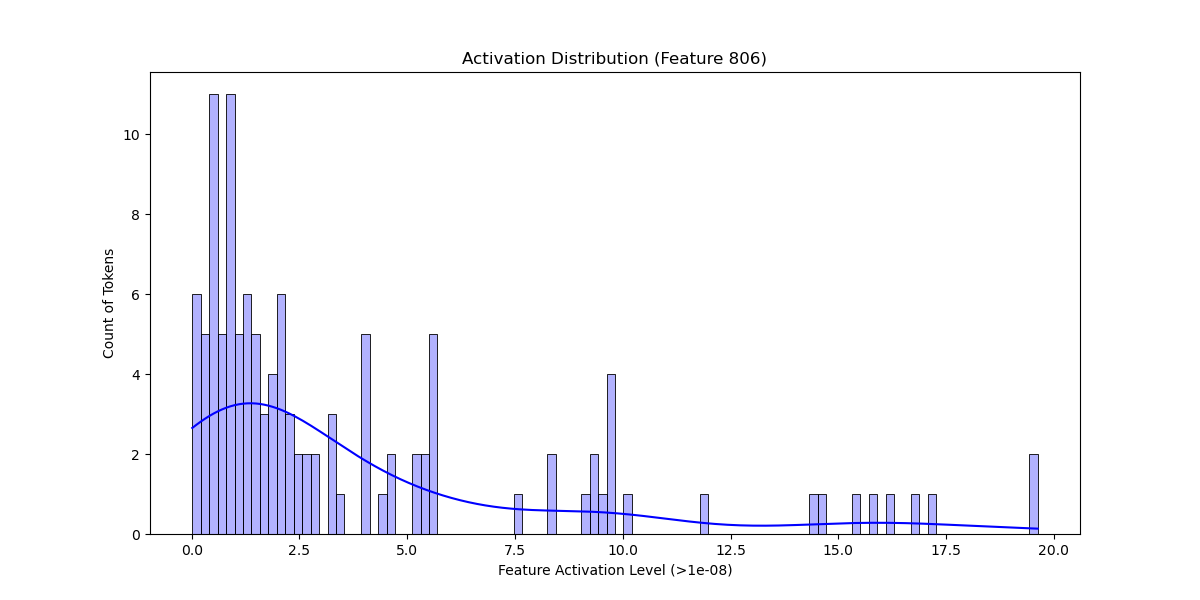 Activation Distribution (Feature 806)
Count of Tokens
10
8
6
4
2
0
0.0 2.5 5.0 7.5 10.0 12.5 15.0 17.5 20.0
Feature Activation Level (>1e-08)